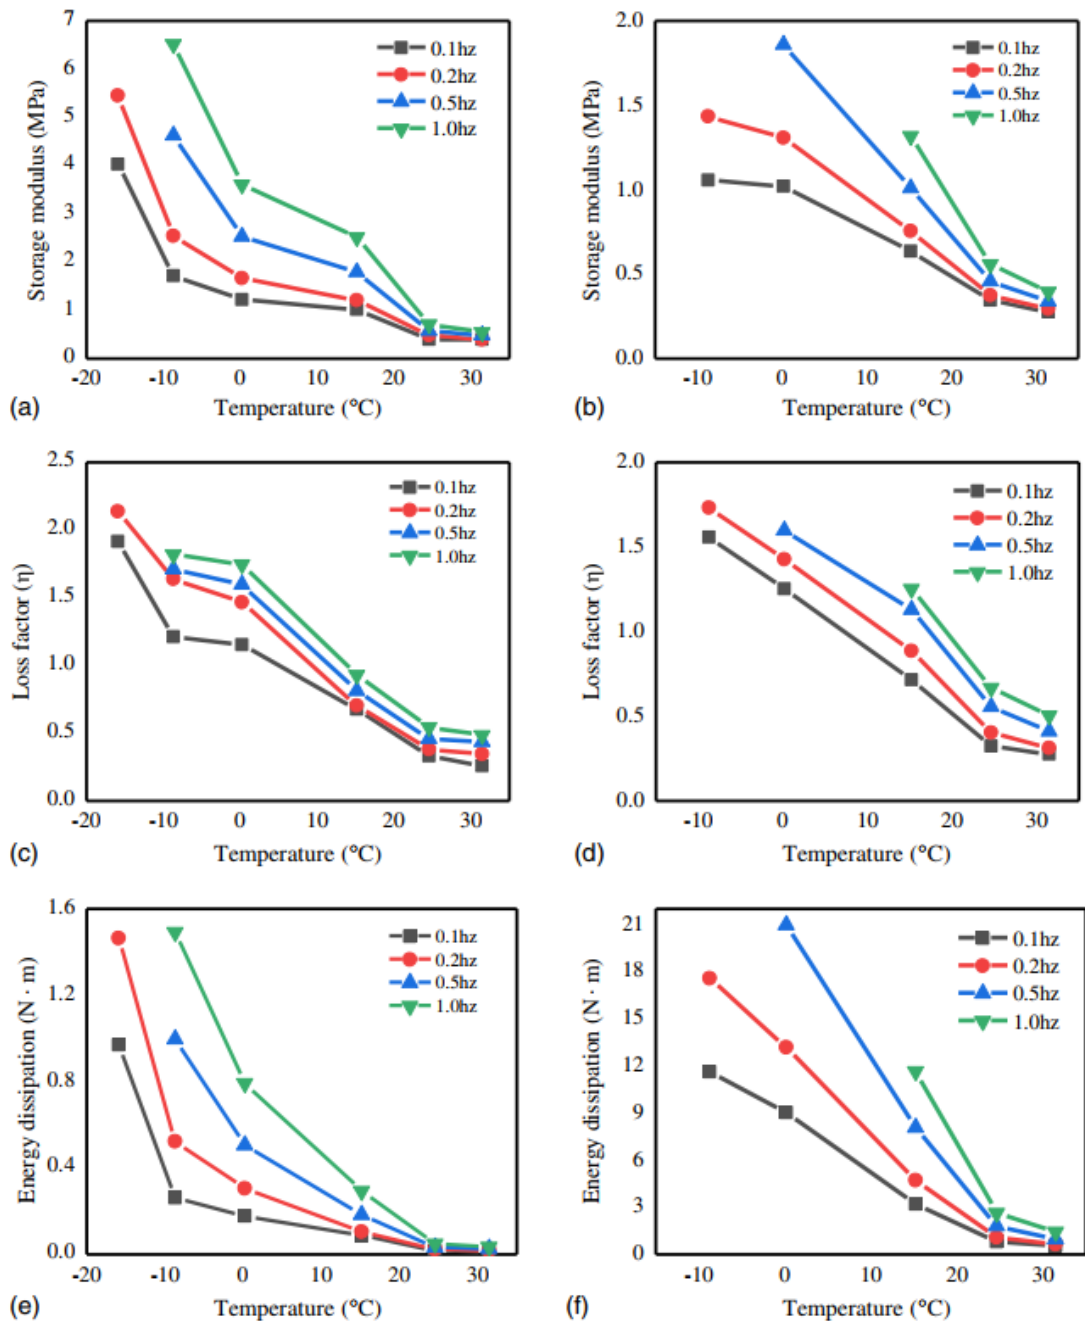 7
6
5
4
3
2
1
0
Storage modulus (MPa)
0.1hz
0.2hz
0.5hz
1.0hz
-20
-10
0
10
20
30
(a)
Temperature (°C)
2.0
1.5
1.0
0.5
0.0
Storage modulus (MPa)
0.1hz
0.2hz
0.5hz
1.0hz
-10
0
10
20
30
(b)
Temperature (°C)
2.5
2.0
1.5
1.0
0.5
0.0
Loss factor (η)
0.1hz
0.2hz
0.5hz
1.0hz
-20
-10
0
10
20
30
(c)
Temperature (°C)
2.0
1.5
1.0
0.5
0.0
Loss factor (η)
0.1hz
0.2hz
0.5hz
1.0hz
-10
0
10
20
30
(d)
Temperature (°C)
1.6
1.2
0.8
0.4
0.0
Energy dissipation (N · m)
0.1hz
0.2hz
0.5hz
1.0hz
-20
-10
0
10
20
30
(e)
Temperature (°C)
21
18
15
12
9
6
3
0
Energy dissipation (N · m)
0.1hz
0.2hz
0.5hz
1.0hz
-10
0
10
20
30
(f)
Temperature (°C)